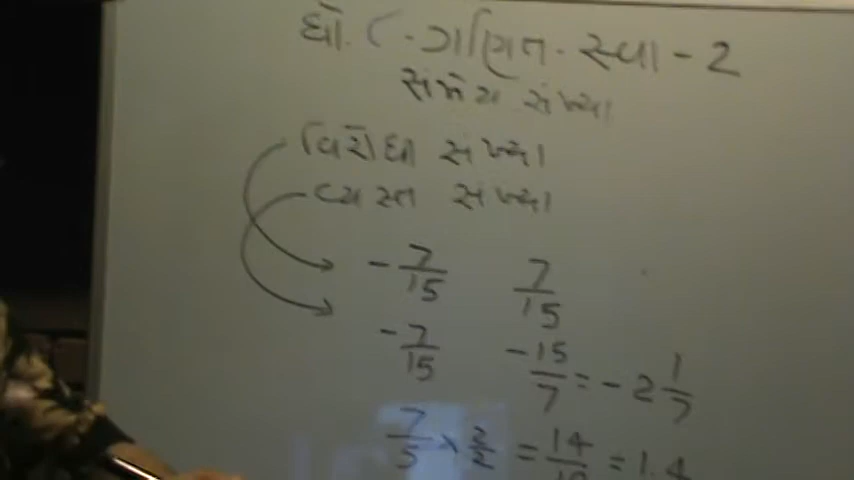 ધો. ૮ - ગણિત - સ્વા - 2
સંમેય સંખ્યા
વિરોધી સંખ્યા
વ્યસ્ત સંખ્યા
-7/15 7/15
-7/15 -15/7 = -2 1/7
7/5 × 2/2 = 14/10 = 1.4